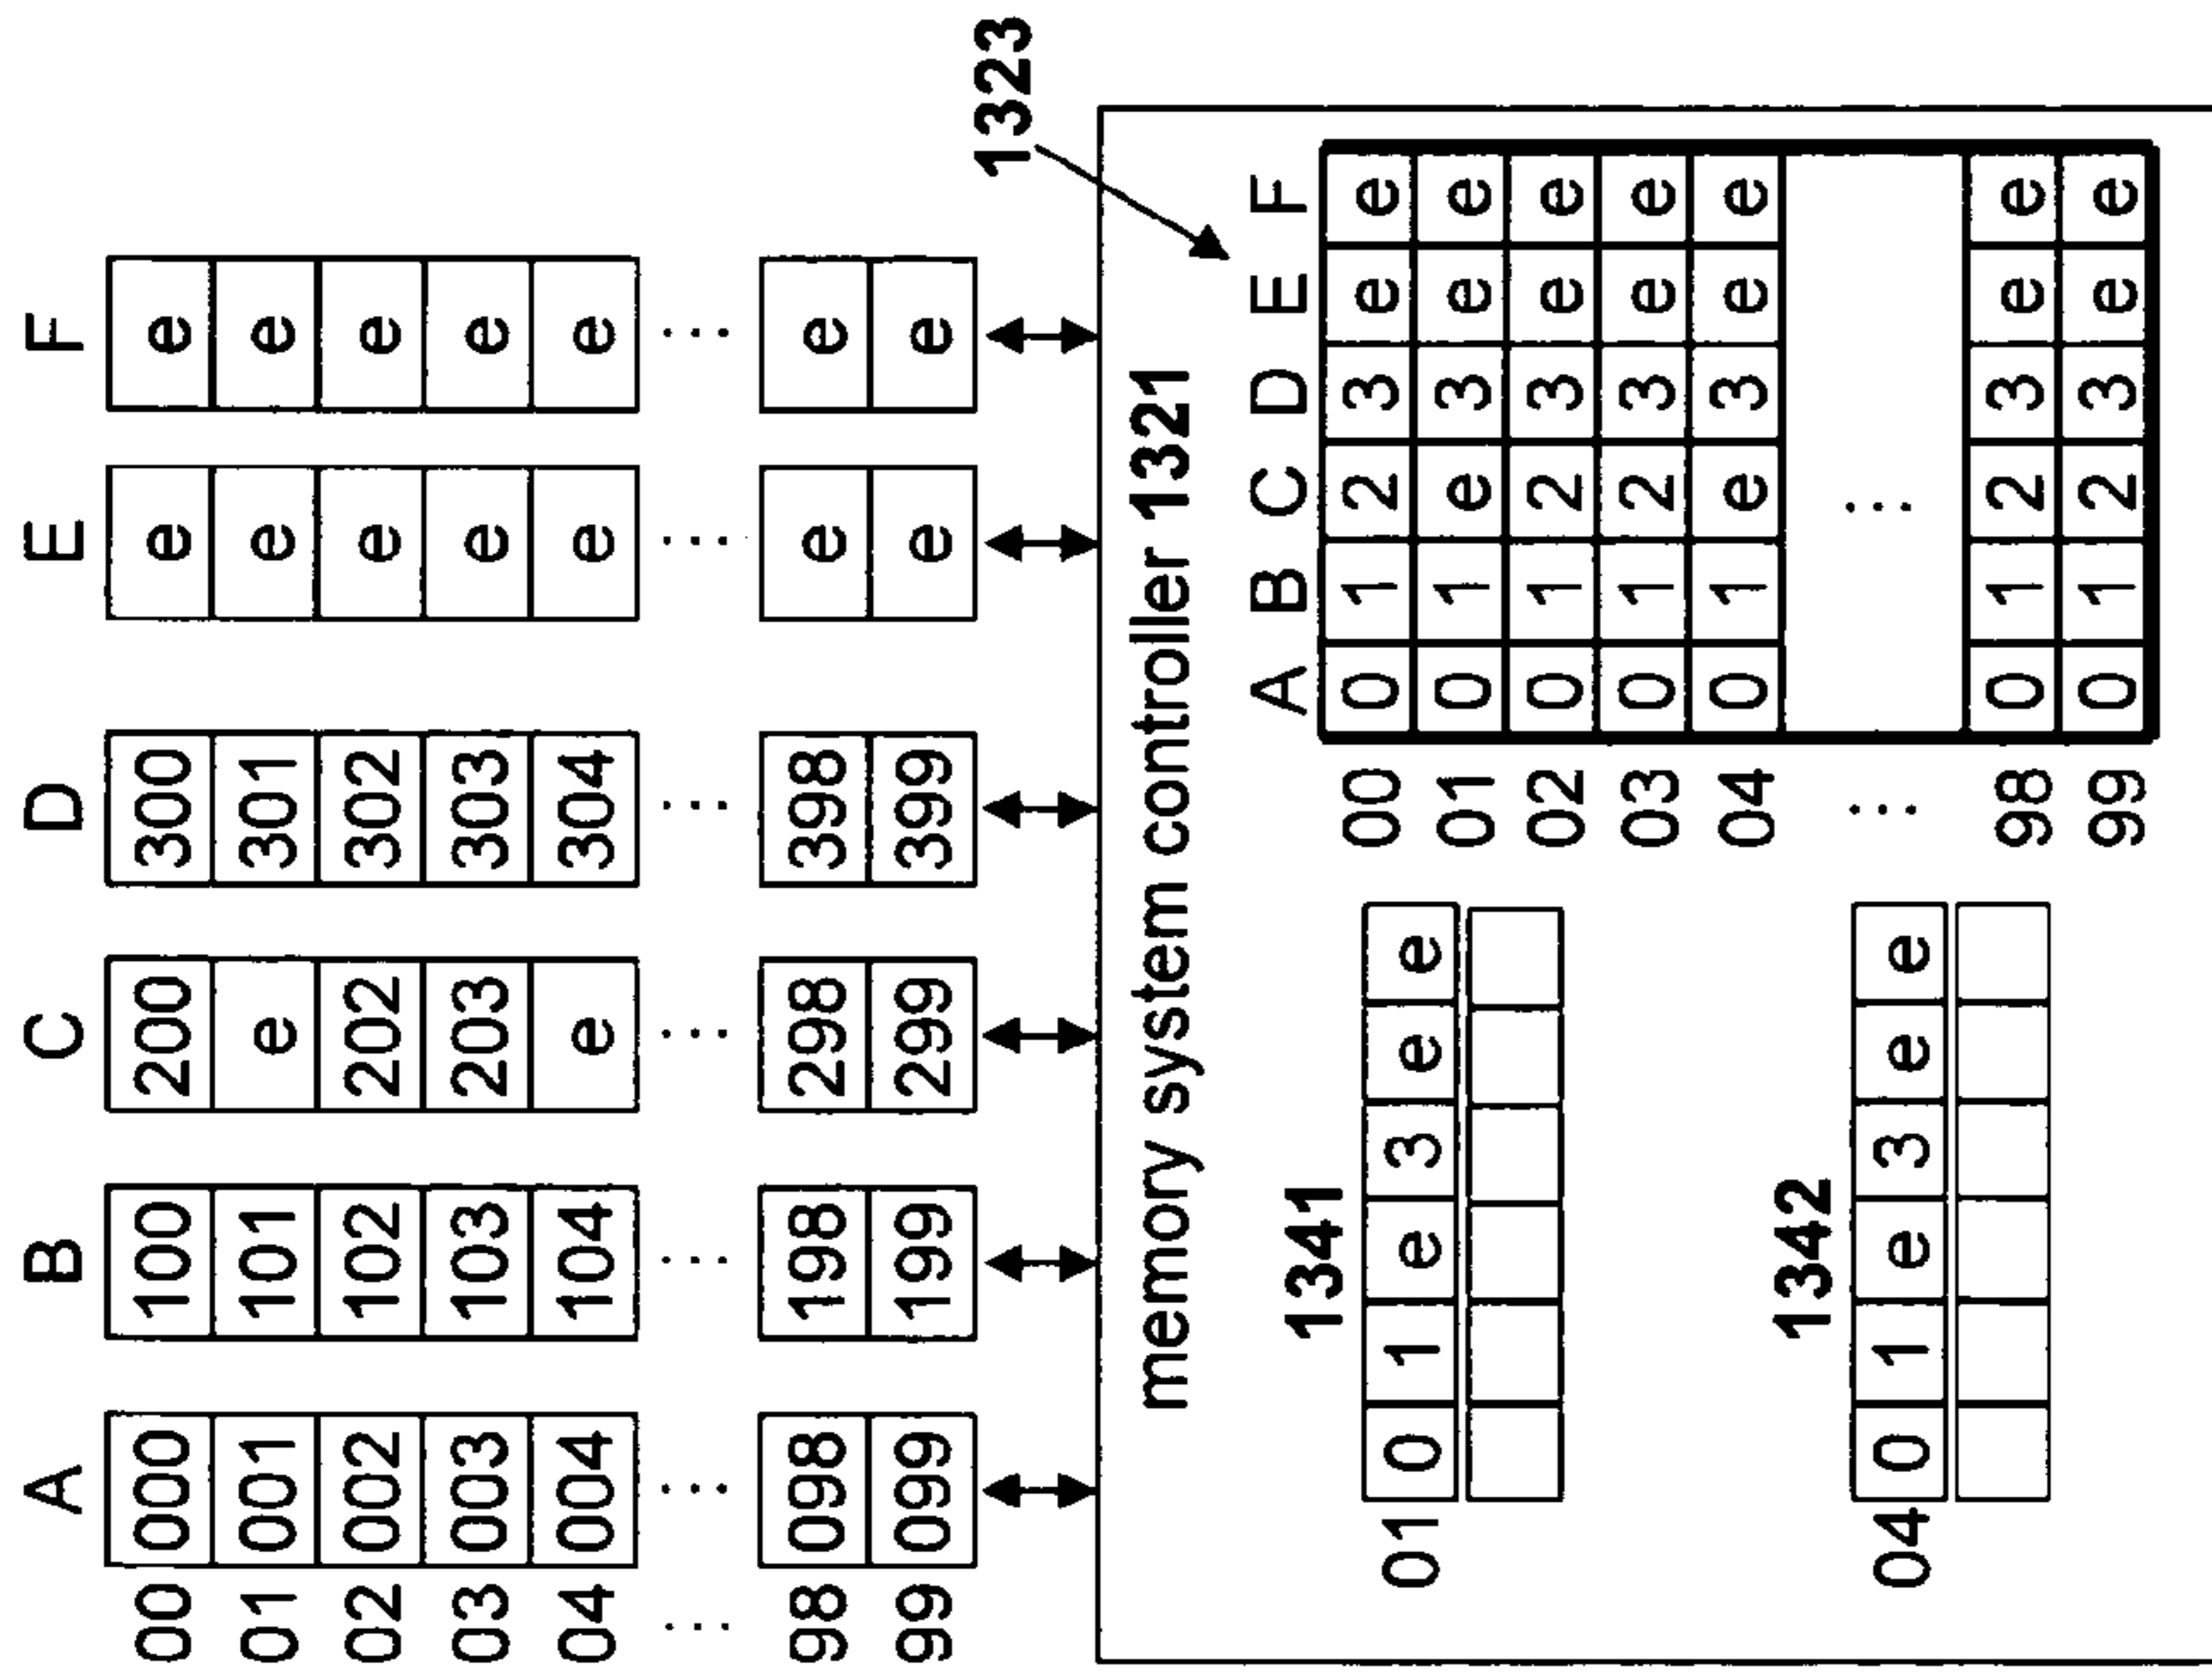 A B C D E F
00 000 100 200 300 e e
01 001 101 e 301 e e
02 002 102 202 302 e e
03 003 103 203 303 e e
04 004 104 e 304 e e
... ... ... ... ... ... ...
98 098 198 298 398 e e
99 099 199 299 399 e e
1323
memory system controller 1321
1341
01 0 1 e 3 e e
1342
04 0 1 e 3 e e
A B C D E F
00 0 1 2 3 e e
01 0 1 e 3 e e
02 0 1 2 3 e e
03 0 1 2 3 e e
04 0 1 e 3 e e
... ...
98 0 1 2 3 e e
99 0 1 2 3 e e